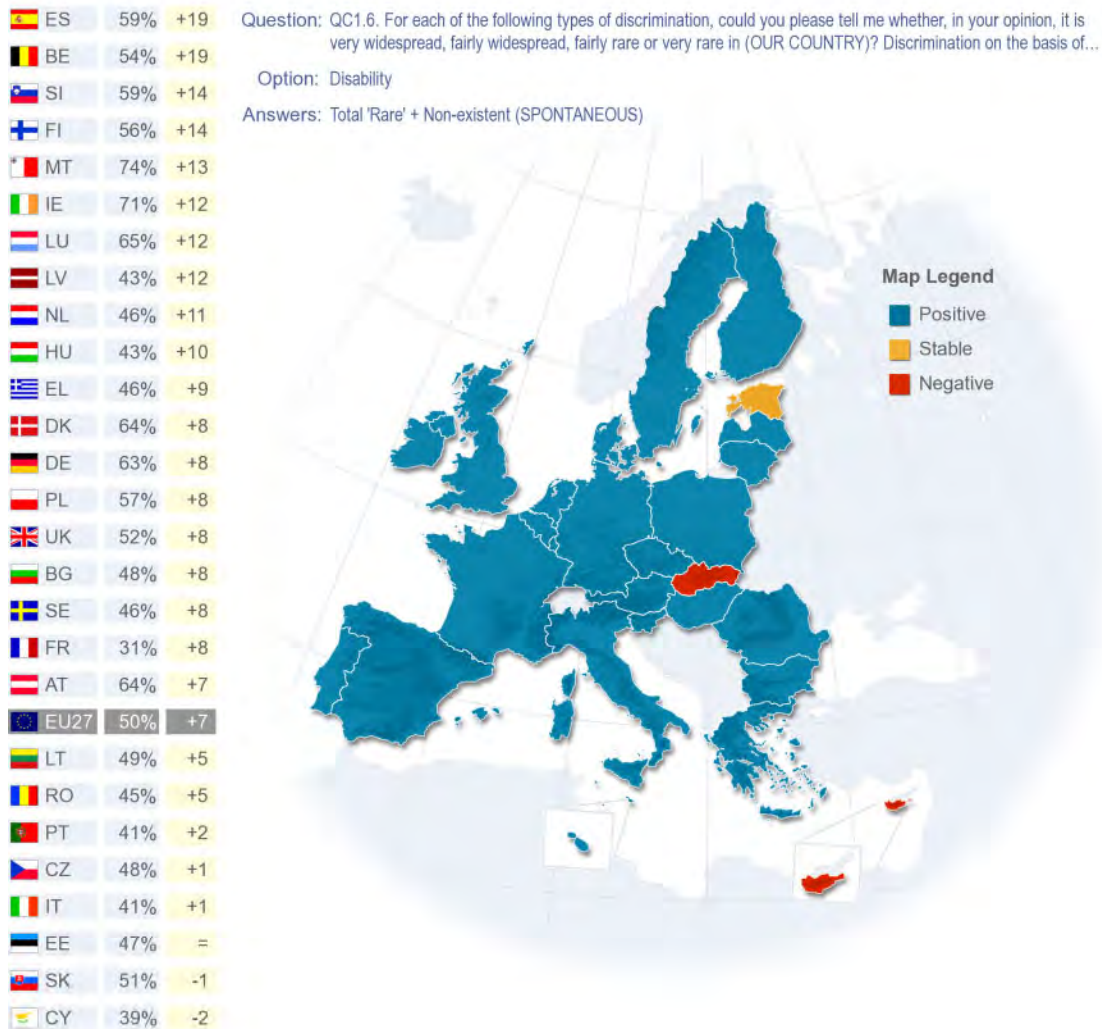 Question: QC1.6. For each of the following types of discrimination, could you please tell me whether, in your opinion, it is
very widespread, fairly widespread, fairly rare or very rare in (OUR COUNTRY)? Discrimination on the basis of...
Option: Disability
Answers: Total 'Rare' + Non-existent (SPONTANEOUS)
ES 59% +19
BE 54% +19
SI 59% +14
FI 56% +14
MT 74% +13
IE 71% +12
LU 65% +12
LV 43% +12
NL 46% +11
HU 43% +10
EL 46% +9
DK 64% +8
DE 63% +8
PL 57% +8
UK 52% +8
BG 48% +8
SE 46% +8
FR 31% +8
AT 64% +7
EU27 50% +7
LT 49% +5
RO 45% +5
PT 41% +2
CZ 48% +1
IT 41% +1
EE 47% =
SK 51% -1
CY 39% -2
Map Legend
Positive
Stable
Negative